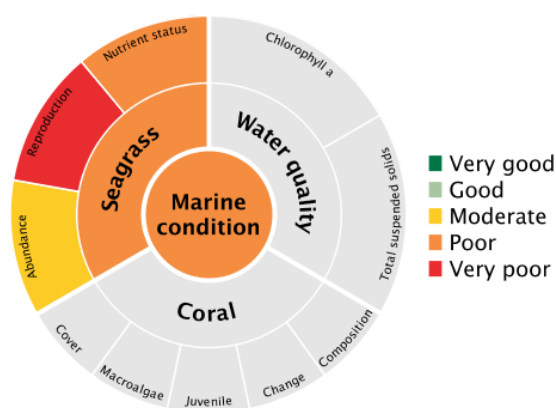 Nutrient status
Chlorophyll a
Reproduction
Seagrass
Water quality
Marine
condition
Abundance
Total suspended solids
Coral
Cover
Macroalgae
Juvenile
Change
Composition
Very good
Good
Moderate
Poor
Very poor